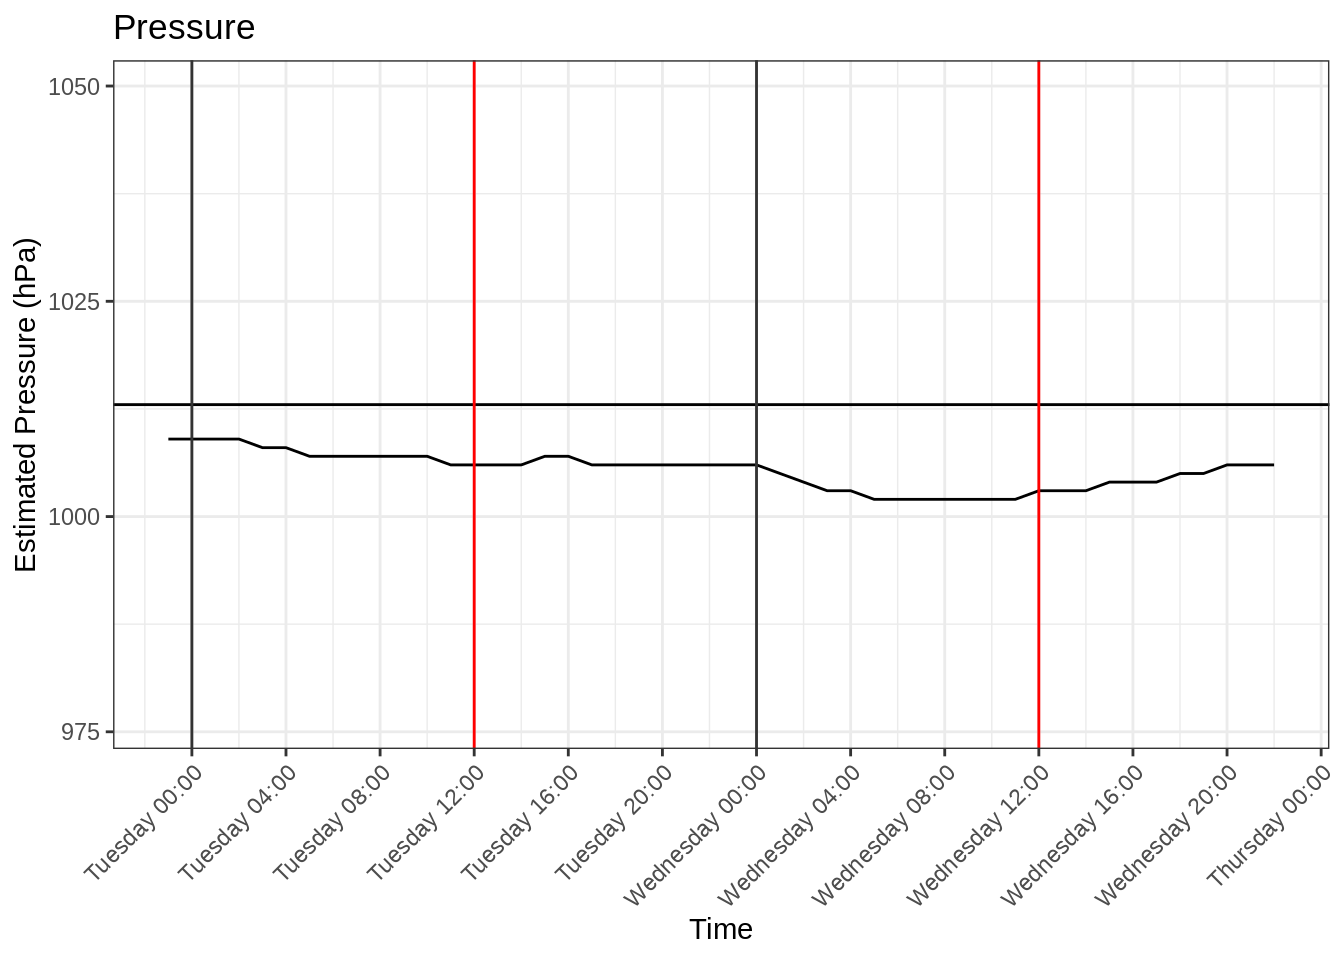 Pressure
Estimated Pressure (hPa)
1050
1025
1000
975
Tuesday 00:00
Tuesday 04:00
Tuesday 08:00
Tuesday 12:00
Tuesday 16:00
Tuesday 20:00
Wednesday 00:00
Wednesday 04:00
Wednesday 08:00
Wednesday 12:00
Wednesday 16:00
Wednesday 20:00
Thursday 00:00
Time